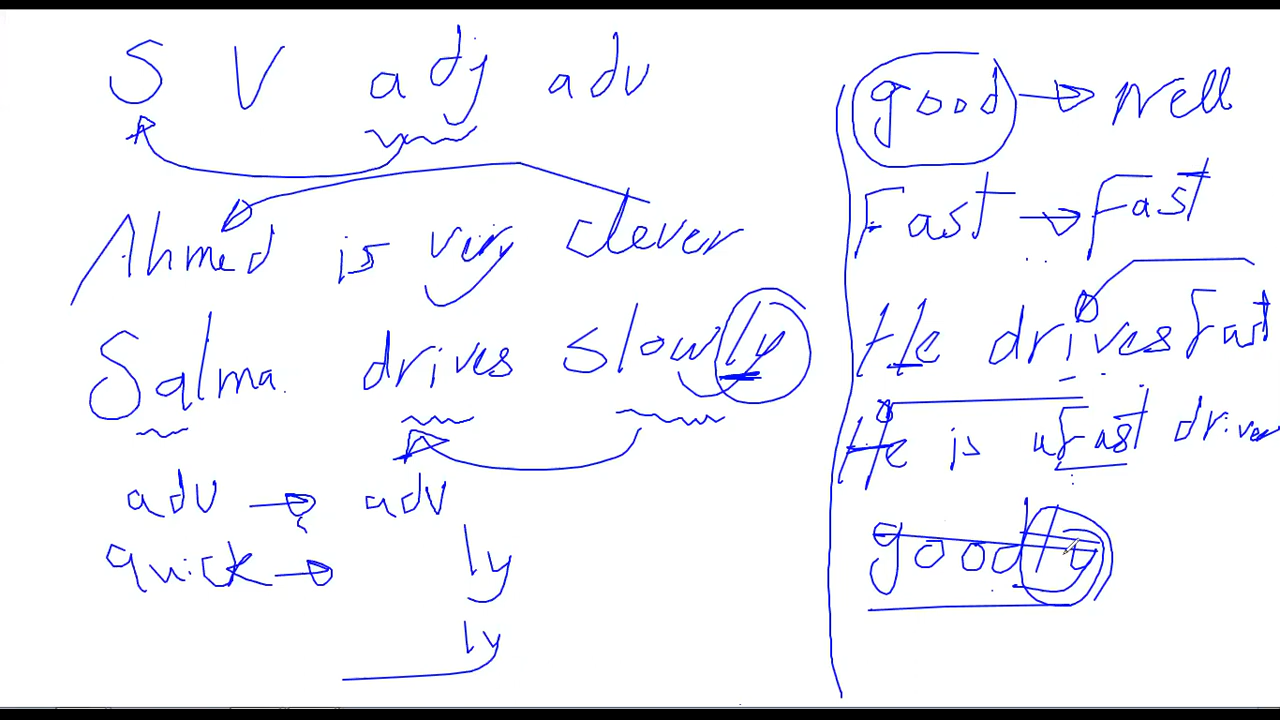 S V adj adv
Ahmed is very clever
Salma drives slowly
adv → adv
quick → ly
ly
good → well
Fast → Fast
He drives Fast
He is a Fast driver
goodly